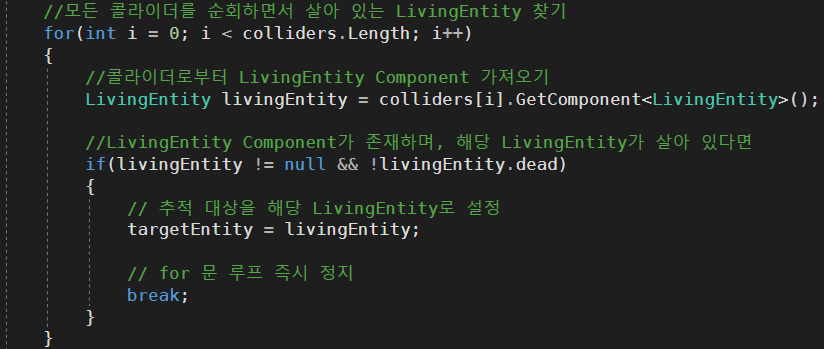 //모든 콜라이더를 순회하면서 살아 있는 LivingEntity 찾기
for(int i = 0; i < colliders.Length; i++)
{
//콜라이더로부터 LivingEntity Component 가져오기
LivingEntity livingEntity = colliders[i].GetComponent<LivingEntity>();
//LivingEntity Component가 존재하며, 해당 LivingEntity가 살아 있다면
if(livingEntity != null && !livingEntity.dead)
{
// 추적 대상을 해당 LivingEntity로 설정
targetEntity = livingEntity;
// for 문 루프 즉시 정지
break;
}
}